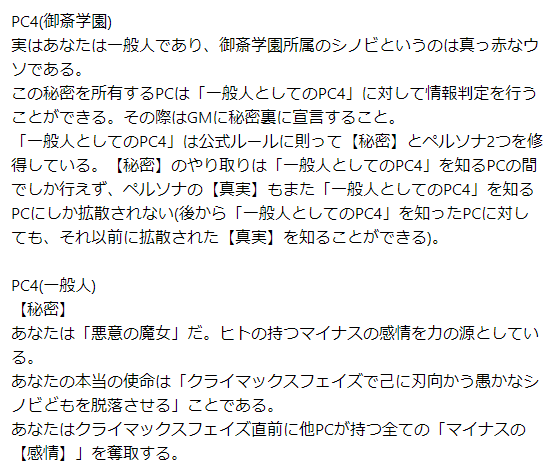 PC4(御斎学園)
実はあなたは一般人であり、御斎学園所属のシノビというのは真っ赤なウ
ソである。
この秘密を所有するPCは「一般人としてのPC4」に対して情報判定を行う
ことができる。その際はGMに秘密裏に宣言すること。
「一般人としてのPC4」は公式ルールに則って【秘密】とペルソナ2つを修
得している。【秘密】のやり取りは「一般人としてのPC4」を知るPCの間
でしか行えず、ペルソナの【真実】もまた「一般人としてのPC4」を知る
PCにしか拡散されない(後から「一般人としてのPC4」を知ったPCに対し
ても、それ以前に拡散された【真実】を知ることができる)。
PC4(一般人)
【秘密】
あなたは「悪意の魔女」だ。ヒトの持つマイナスの感情を力の源としてい
る。
あなたの本当の使命は「クライマックスフェイズで己に刃向かう愚かなシ
ノビどもを脱落させる」ことである。
あなたはクライマックスフェイズ直前に他PCが持つ全ての「マイナスの
【感情】」を奪取する。